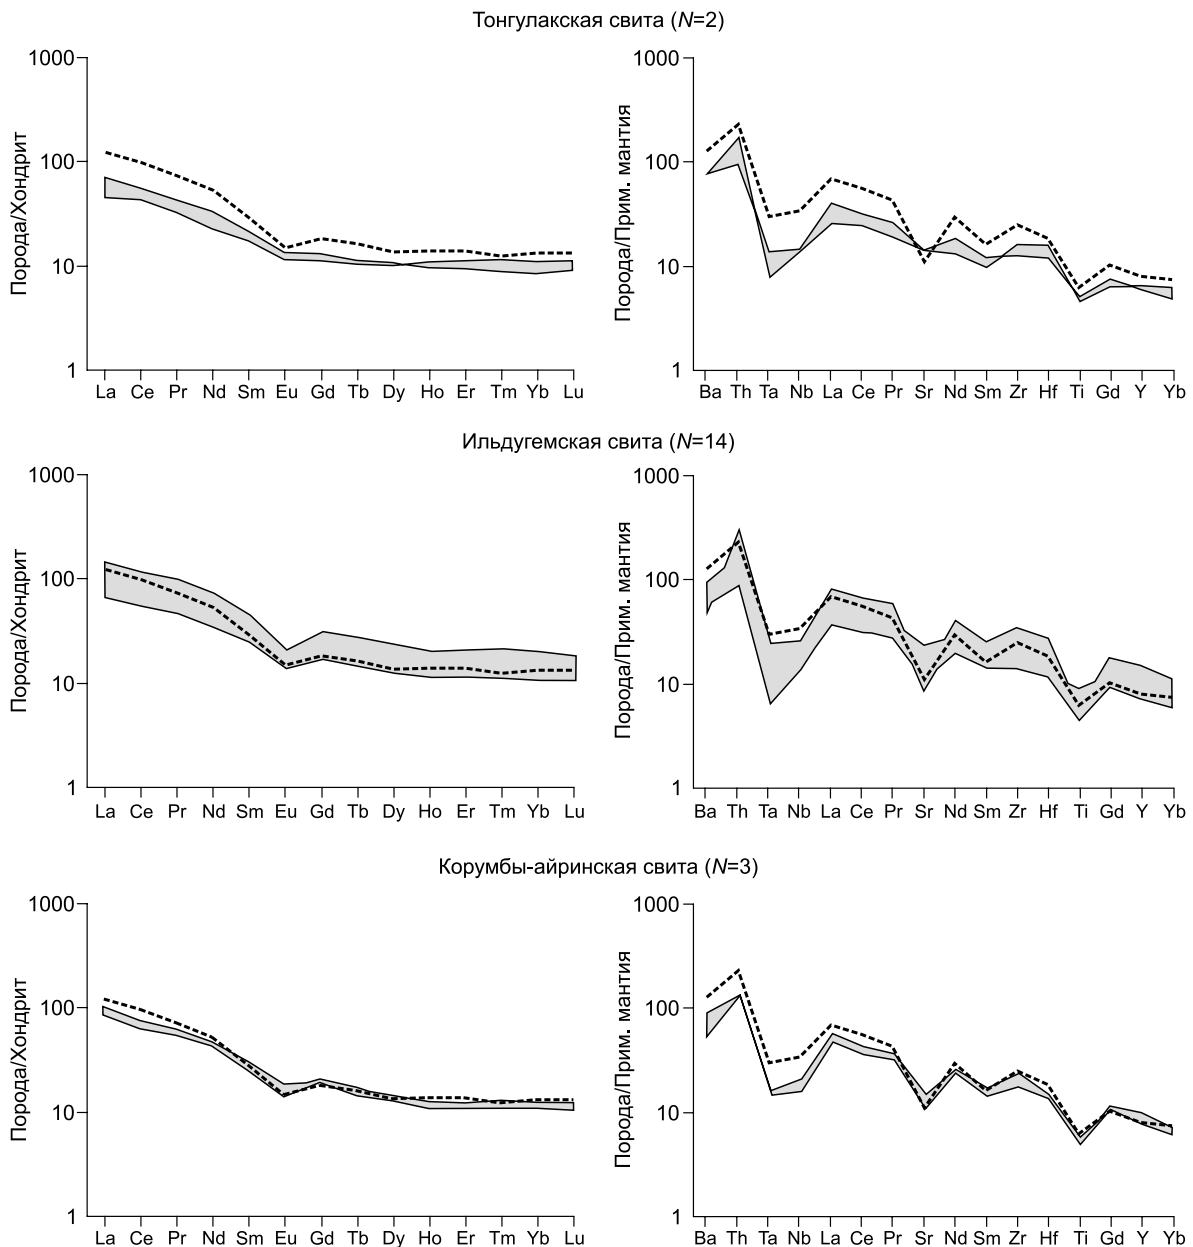 Тонгулакская свита (N=2)
1000
100
10
1
Порода/Хондрит
La Ce Pr Nd Sm Eu Gd Tb Dy Ho Er Tm Yb Lu
1000
100
10
1
Порода/Прим. мантия
Ba Th Ta Nb La Ce Pr Sr Nd Sm Zr Hf Ti Gd Y Yb
Ильдугемская свита (N=14)
1000
100
10
1
Порода/Хондрит
La Ce Pr Nd Sm Eu Gd Tb Dy Ho Er Tm Yb Lu
1000
100
10
1
Порода/Прим. мантия
Ba Th Ta Nb La Ce Pr Sr Nd Sm Zr Hf Ti Gd Y Yb
Корумбы-айринская свита (N=3)
1000
100
10
1
Порода/Хондрит
La Ce Pr Nd Sm Eu Gd Tb Dy Ho Er Tm Yb Lu
1000
100
10
1
Порода/Прим. мантия
Ba Th Ta Nb La Ce Pr Sr Nd Sm Zr Hf Ti Gd Y Yb